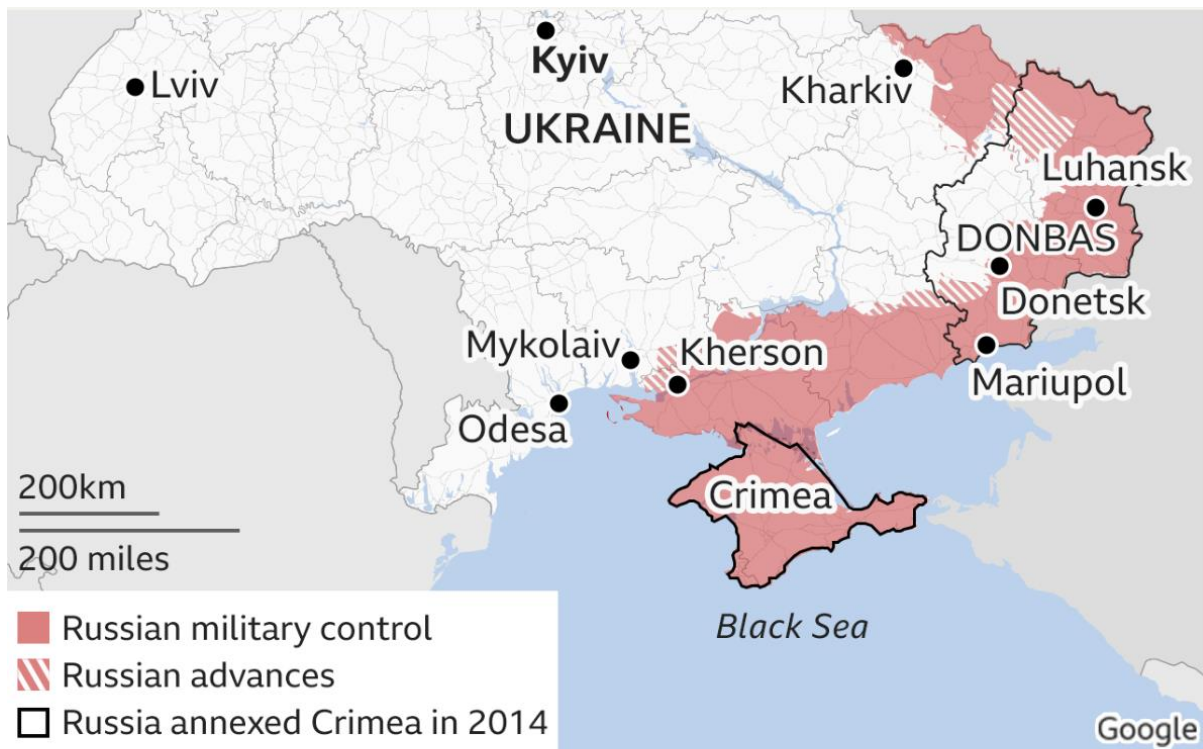 Kyiv
Lviv
Kharkiv
UKRAINE
Luhansk
DONBAS
Donetsk
Mykolaiv
Kherson
Mariupol
Odesa
Crimea
200km
200 miles
Black Sea
Russian military control
Russian advances
Russia annexed Crimea in 2014
Google